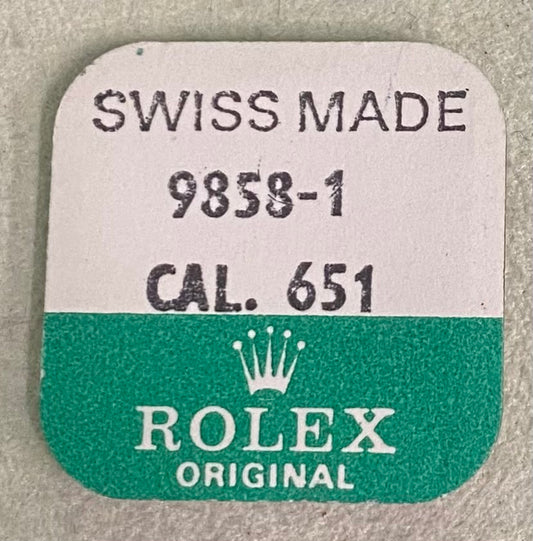 SWISS MADE
9858-1
CAL. 651
ROLEX
ORIGINAL